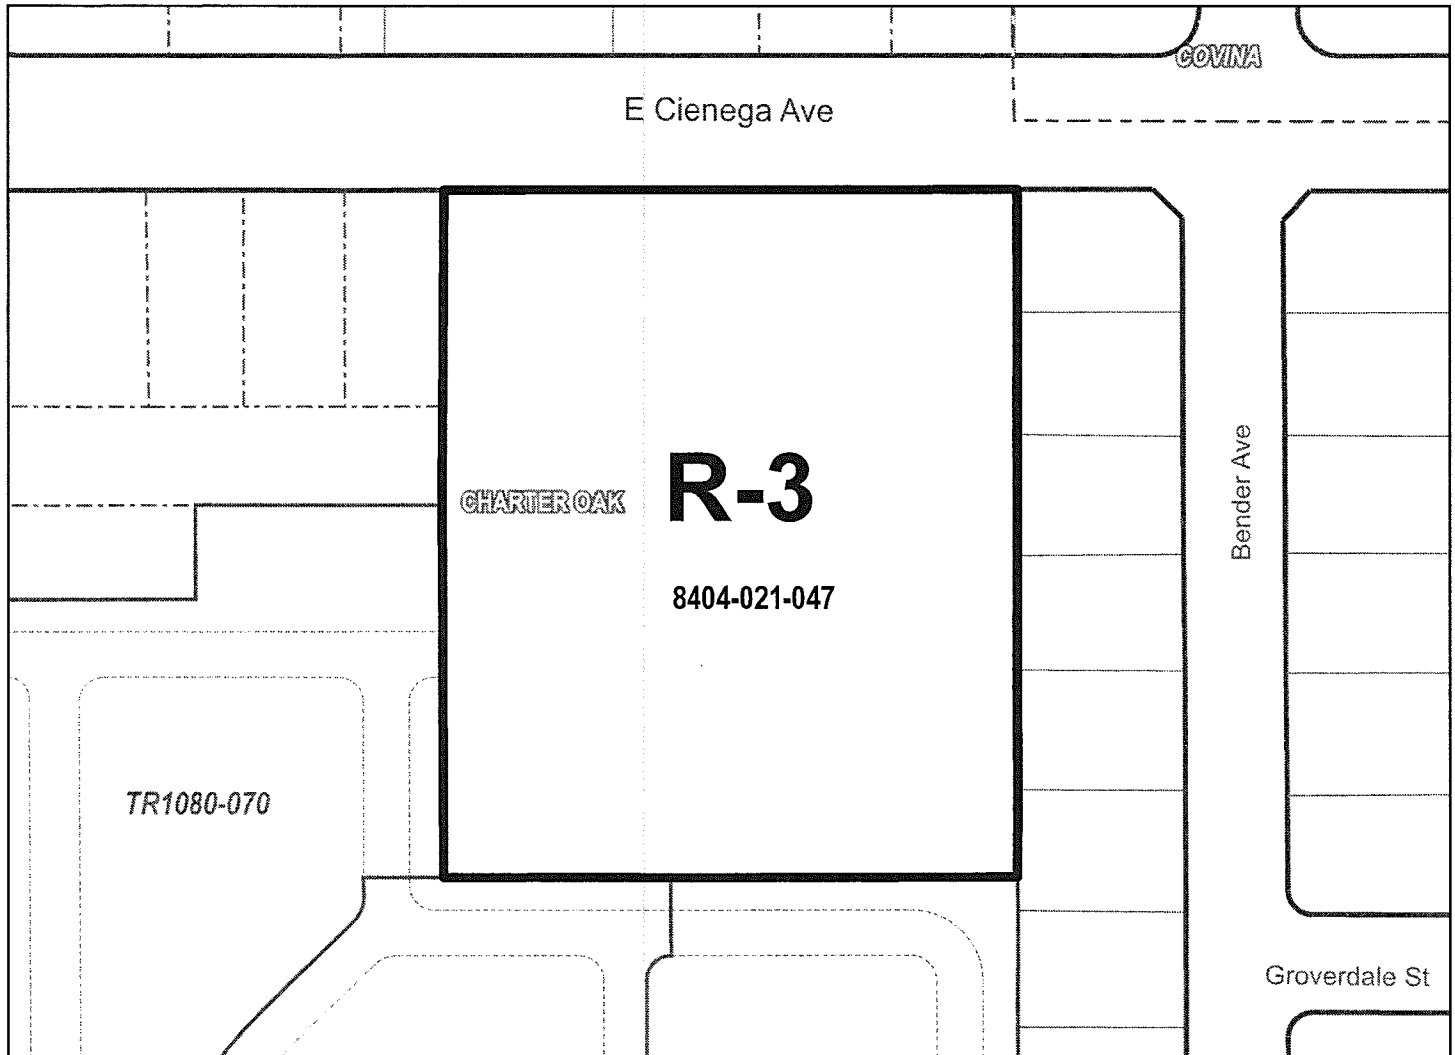 COVINA
E Cienega Ave
R-3
CHARTER OAK
Bender Ave
8404-021-047
TR1080-070
Groverdale St